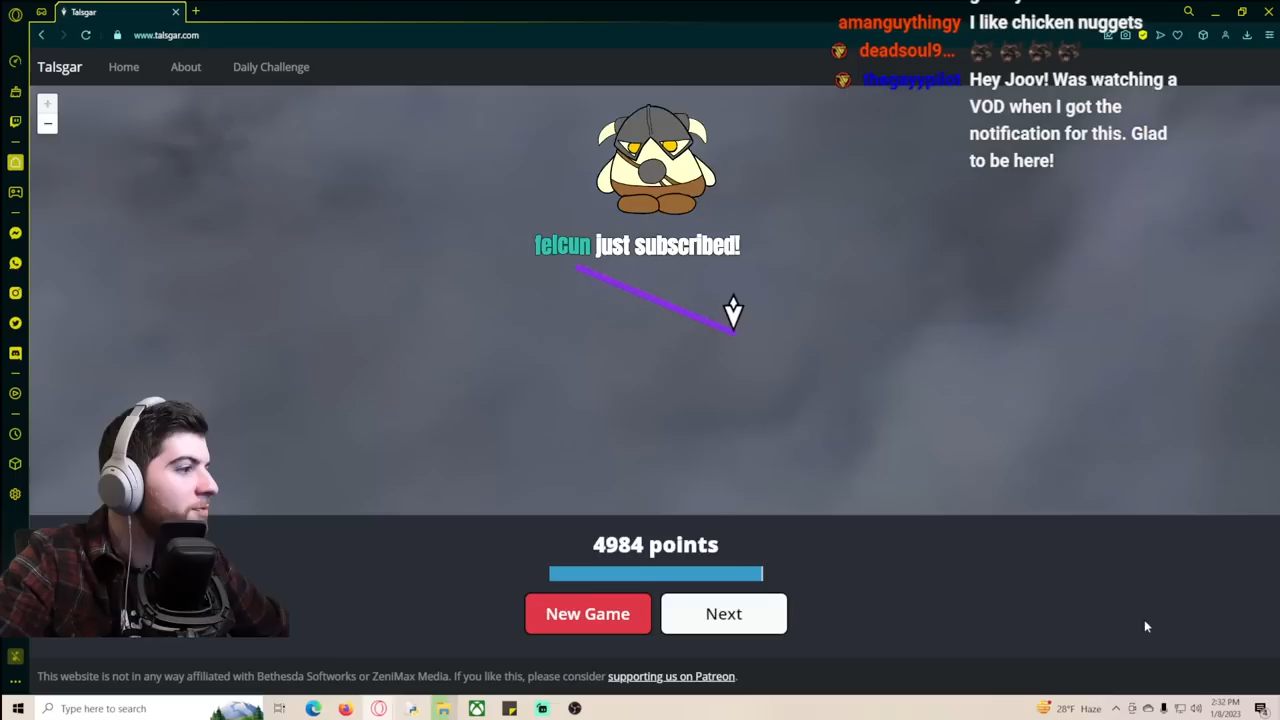 Talsgar
www.talsgar.com
amanguythingy I like chicken nuggets
deadsoul9...
thegayypilot Hey Joov! Was watching a
VOD when I got the
notification for this. Glad
to be here!
Talsgar Home About Daily Challenge
+
−
felcun just subscribed!
4984 points
New Game Next
This website is not in any way affiliated with Bethesda Softworks or ZeniMax Media. If you like this, please consider supporting us on Patreon.
Type here to search
28°F Haze
2:32 PM
1/8/2023